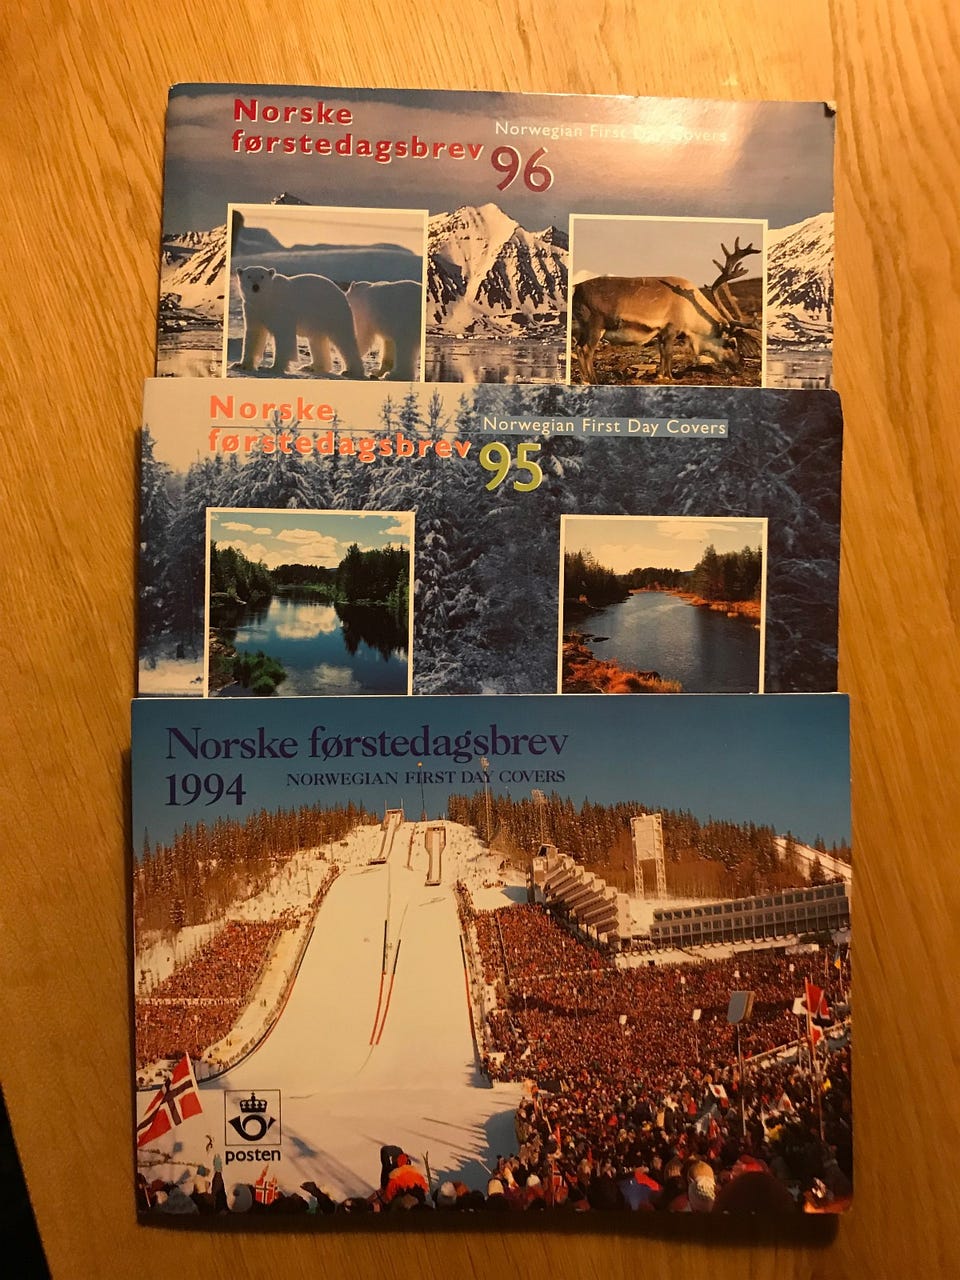 Norske
førstedagsbrev
Norwegian First Day Covers
96
Norske
førstedagsbrev
Norwegian First Day Covers
95
Norske førstedagsbrev
1994 NORWEGIAN FIRST DAY COVERS
posten